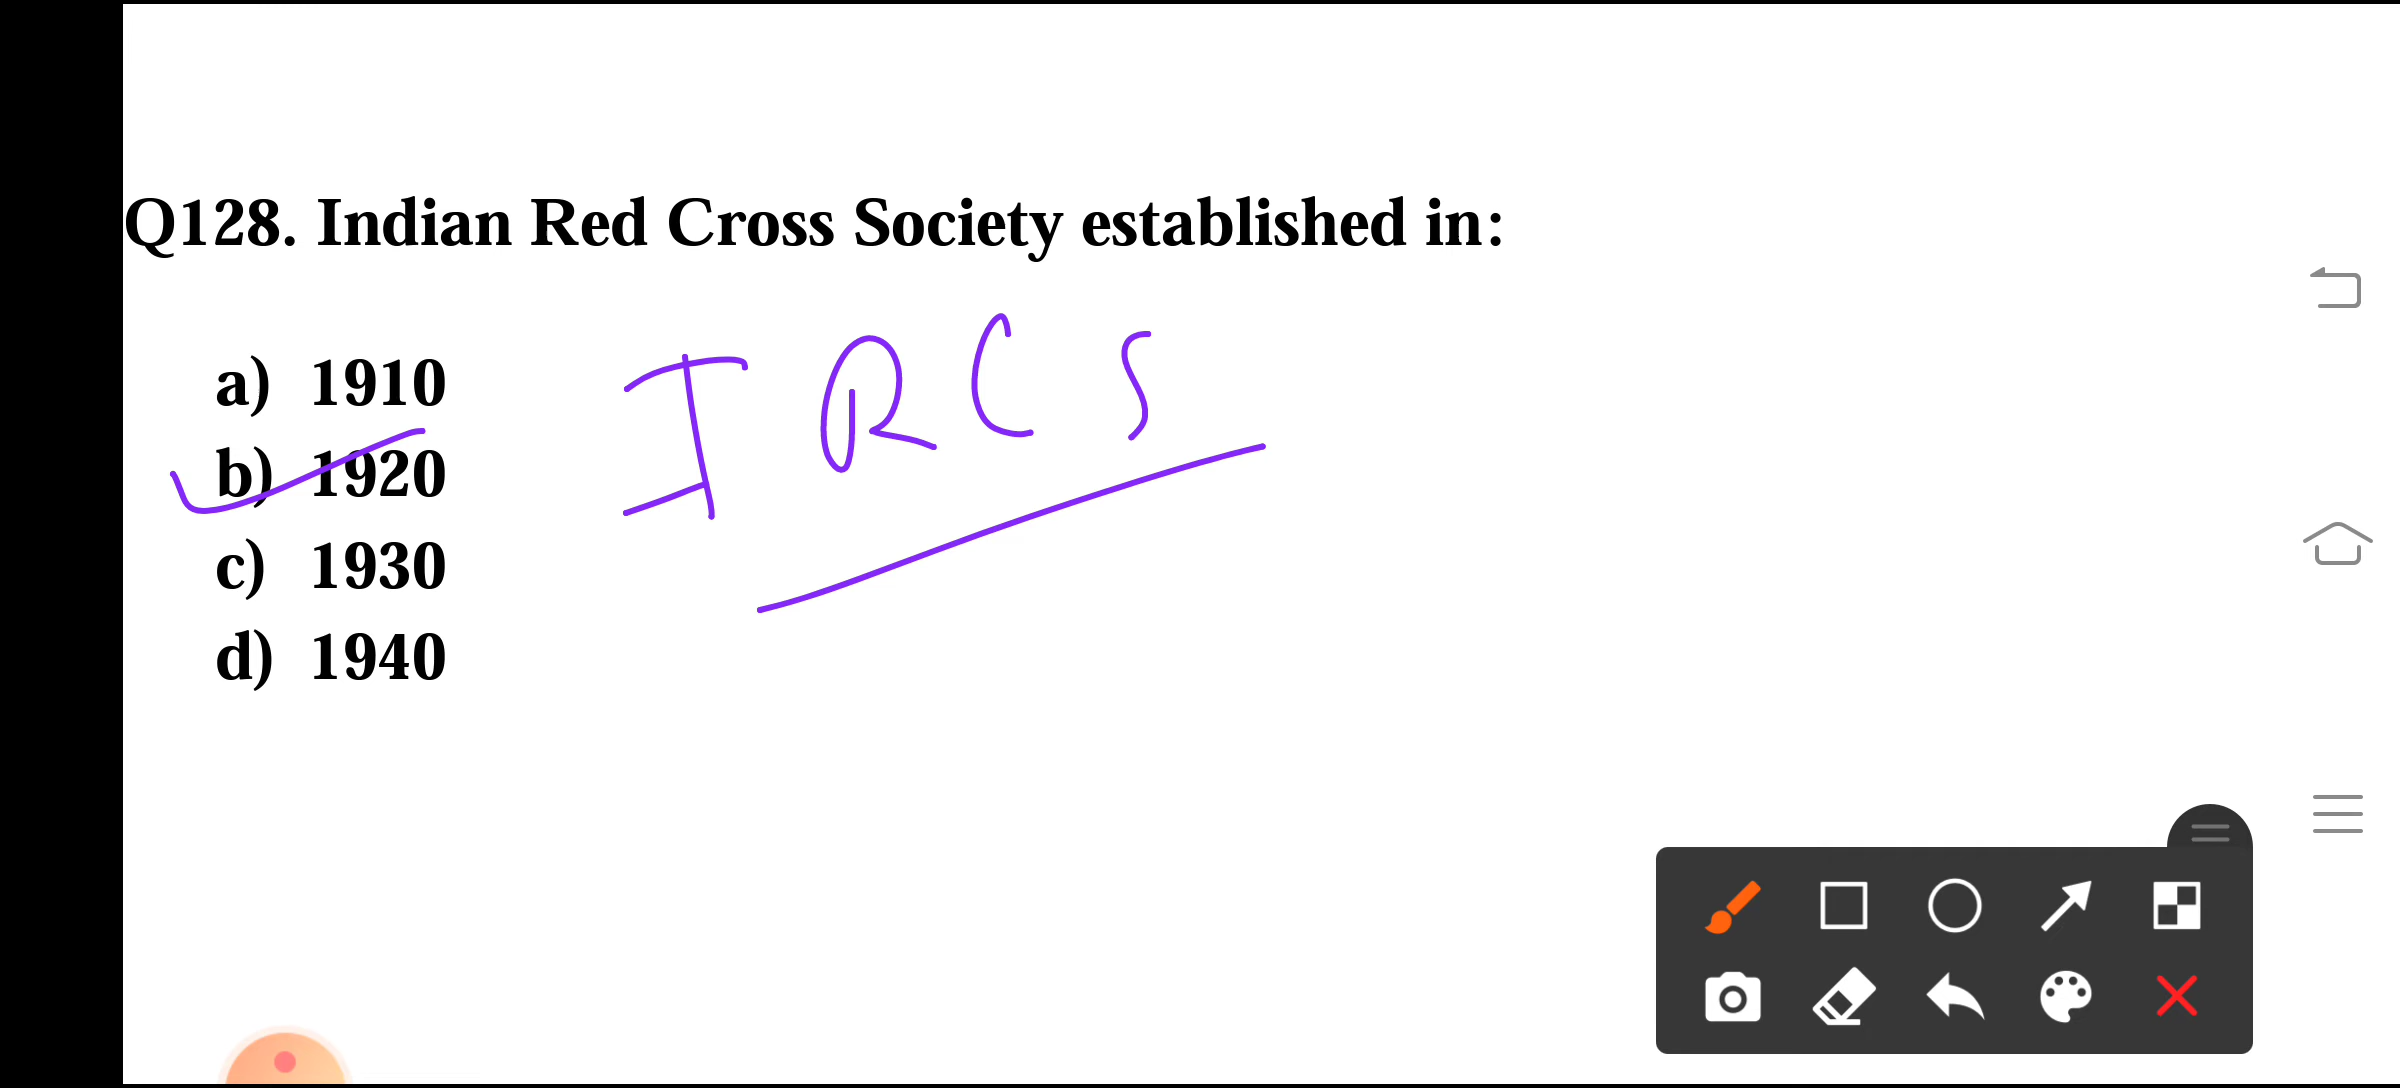 Q128. Indian Red Cross Society established in:
a) 1910
IRCS
b) 1920
c) 1930
d) 1940